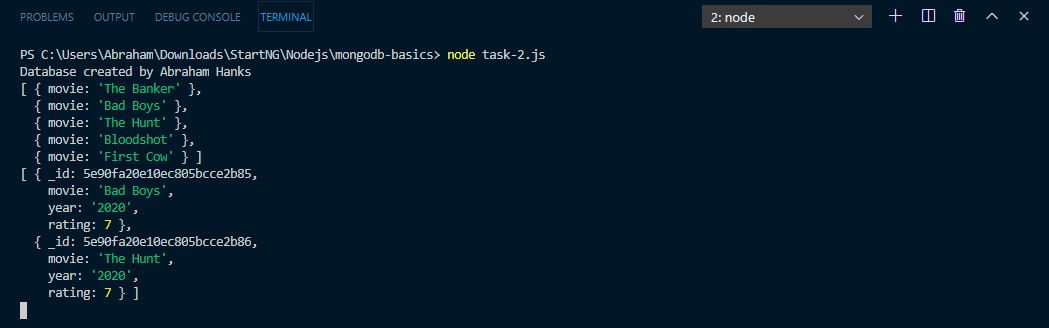 PROBLEMS OUTPUT DEBUG CONSOLE TERMINAL 2: node
PS C:\Users\Abraham\Downloads\StartNG\Nodejs\mongodb-basics> node task-2.js
Database created by Abraham Hanks
[ { movie: 'The Banker' },
  { movie: 'Bad Boys' },
  { movie: 'The Hunt' },
  { movie: 'Bloodshot' },
  { movie: 'First Cow' } ]
[ { _id: 5e90fa20e10ec805bcce2b85,
    movie: 'Bad Boys',
    year: '2020',
    rating: 7 },
  { _id: 5e90fa20e10ec805bcce2b86,
    movie: 'The Hunt',
    year: '2020',
    rating: 7 } ]